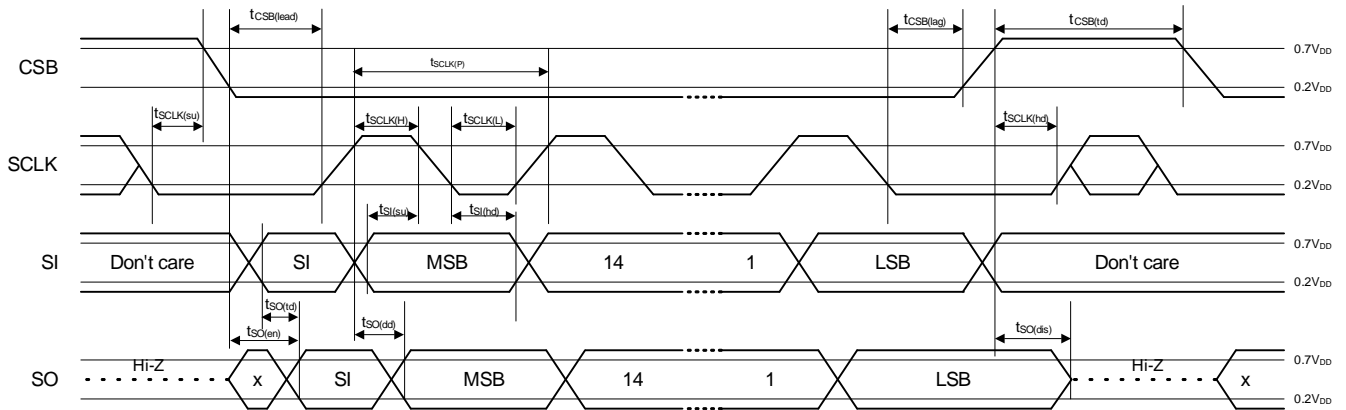 tCSB(lead) tCSB(lag) tCSB(td)
CSB tSCLK(P) 0.7VDD
0.2VDD
tSCLK(su) tSCLK(H) tSCLK(L) tSCLK(hd)
SCLK 0.7VDD
0.2VDD
tSI(su) tSI(hd)
SI Don't care SI MSB 14 1 LSB Don't care 0.7VDD
0.2VDD
tSO(td)
tSO(en) tSO(dd) tSO(dis)
SO Hi-Z x SI MSB 14 1 LSB Hi-Z x 0.7VDD
0.2VDD